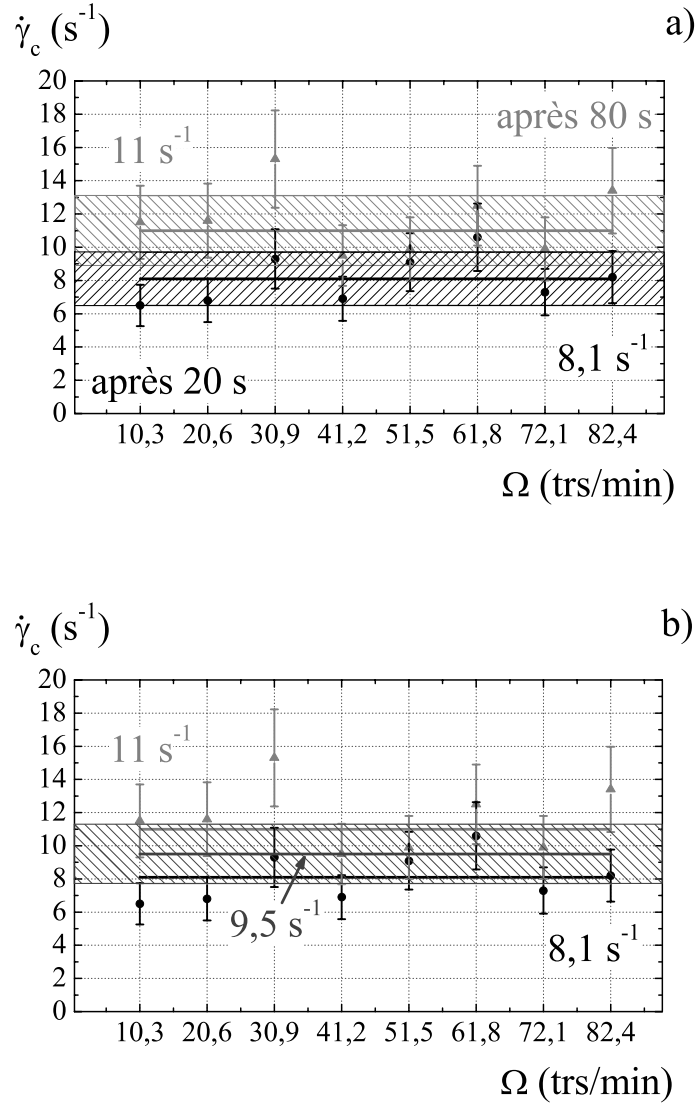 γ̇c (s-1)
a)
20
18
16
14
12
10
8
6
4
2
0
11 s-1
après 80 s
après 20 s
8,1 s-1
10,3 20,6 30,9 41,2 51,5 61,8 72,1 82,4
Ω (trs/min)
γ̇c (s-1)
b)
20
18
16
14
12
10
8
6
4
2
0
11 s-1
9,5 s-1
8,1 s-1
10,3 20,6 30,9 41,2 51,5 61,8 72,1 82,4
Ω (trs/min)